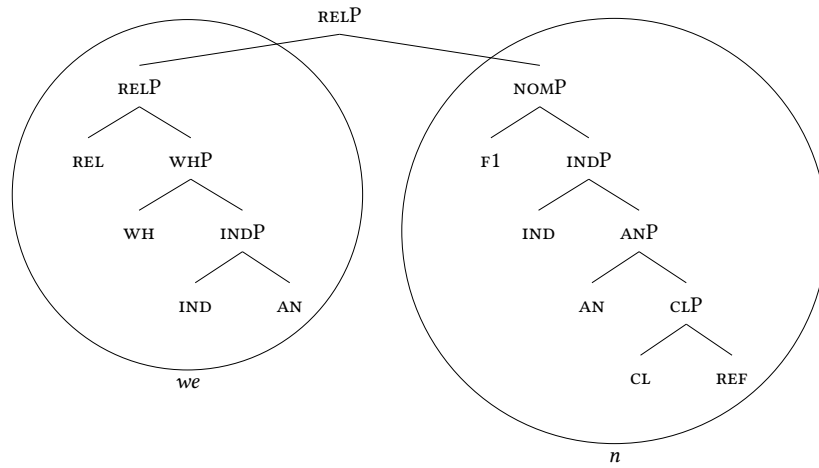 RELP
RELP NOMP
REL WHP F1 INDP
WH INDP IND ANP
IND AN AN CLP
we CL REF
n